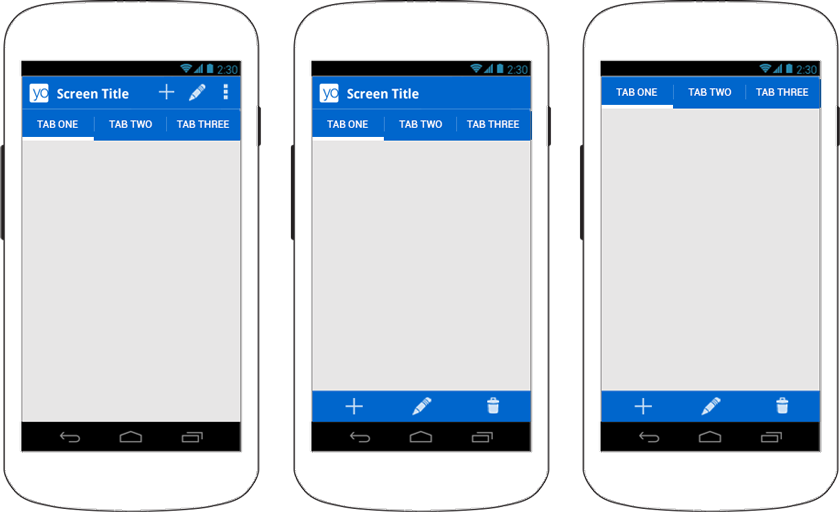 2:30
yo Screen Title
TAB ONE TAB TWO TAB THREE
2:30
yo Screen Title
TAB ONE TAB TWO TAB THREE
2:30
TAB ONE TAB TWO TAB THREE